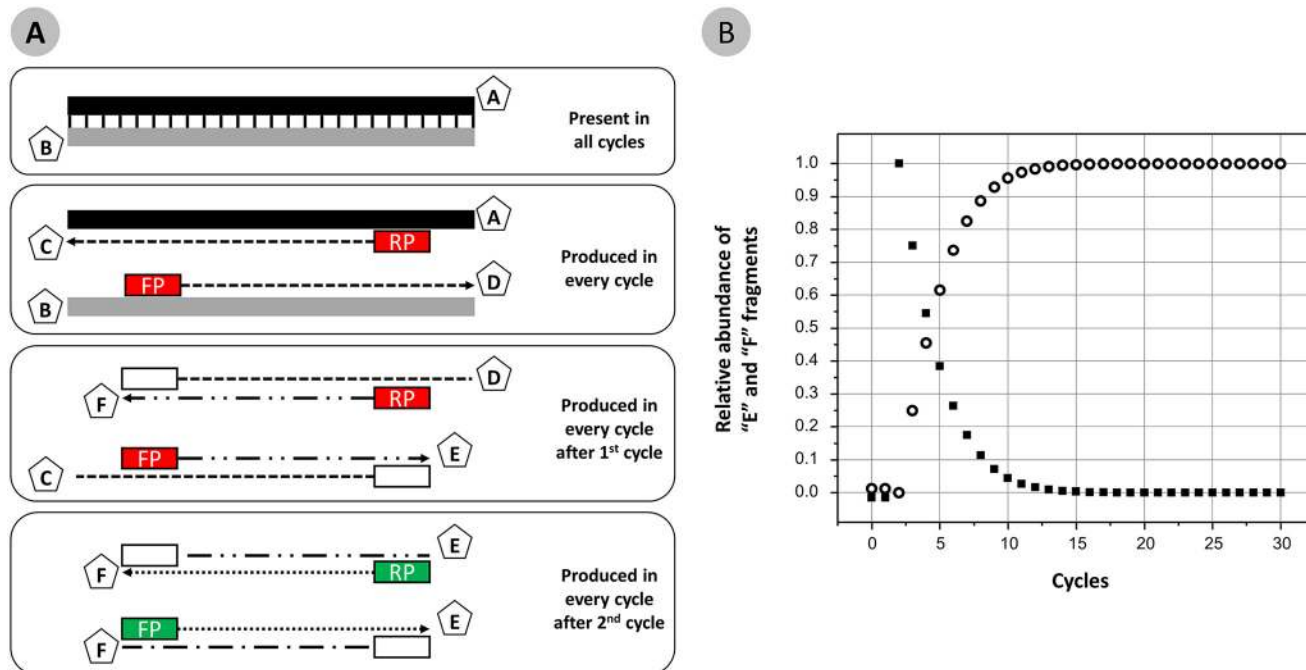 A
A
B
Present in
all cycles
A
C
RP
FP
D
B
Produced in
every cycle
D
F
RP
FP
E
C
Produced in
every cycle
after 1st cycle
E
F
RP
FP
E
F
Produced in
every cycle
after 2nd cycle
B
Relative abundance of
"E" and "F" fragments
1.0
0.9
0.8
0.7
0.6
0.5
0.4
0.3
0.2
0.1
0.0
0 5 10 15 20 25 30
Cycles